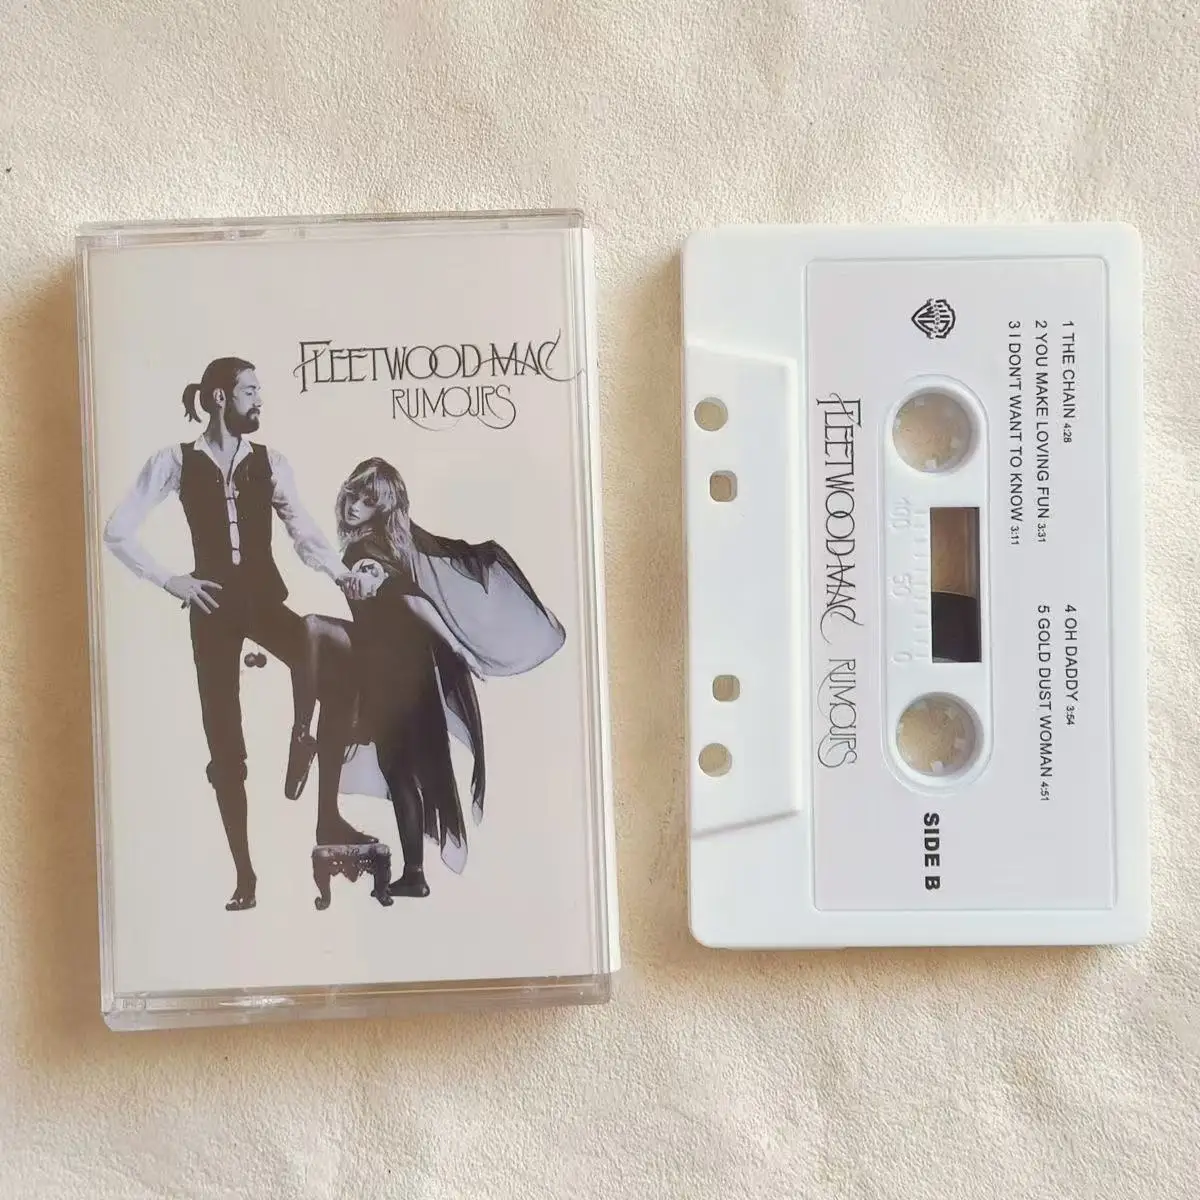 FLEETWOOD MAC
RUMOURS
1 THE CHAIN 4:28
2 YOU MAKE LOVING FUN 3:31
3 I DONT WANT TO KNOW 3:11
4 OH DADDY 3:54
5 GOLD DUST WOMAN 4:51
FLEETWOOD MAC RUMOURS
100 50 0
SIDE B